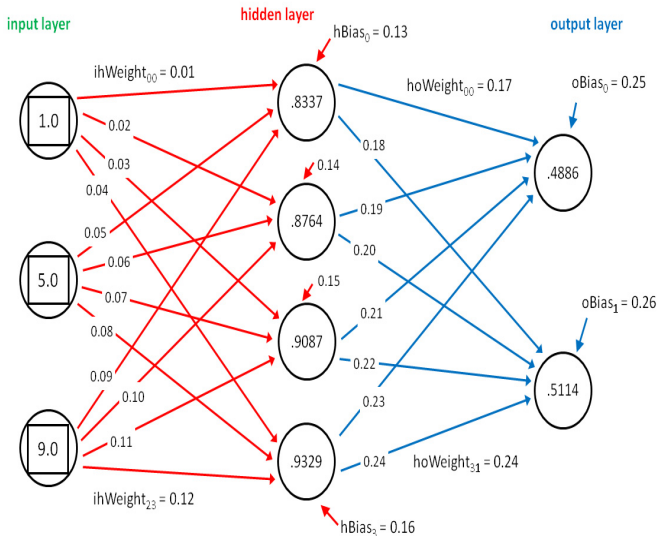 input layer
hidden layer
output layer
hBias0 = 0.13
ihWeight00 = 0.01
hoWeight00 = 0.17
oBias0 = 0.25
1.0
.8337
0.02
0.03
0.04
0.18
0.14
.4886
.8764
0.19
0.05
0.06
0.20
5.0
0.07
0.15
0.21
oBias1 = 0.26
0.08
.9087
0.22
0.09
0.10
0.23
.5114
0.11
9.0
.9329
0.24
hoWeight31 = 0.24
ihWeight23 = 0.12
hBias3 = 0.16